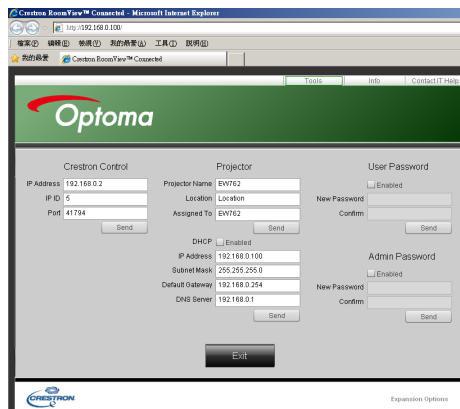 Crestron RoomView™ Connected - Microsoft Internet Explorer
http://192.168.0.100/
檔案(F) 編輯(E) 檢視(V) 我的最愛(A) 工具(T) 說明(H)
我的最愛 Crestron RoomView™ Connected
Tools Info Contact IT Help
Optoma
Crestron Control
IP Address 192.168.0.2
IP ID 5
Port 41794
Send
Projector
Projector Name EW762
Location Location
Assigned To EW762
Send
DHCP Enabled
IP Address 192.168.0.100
Subnet Mask 255.255.255.0
Default Gateway 192.168.0.254
DNS Server 192.168.0.1
Send
User Password
Enabled
New Password
Confirm
Send
Admin Password
Enabled
New Password
Confirm
Send
Exit
CRESTRON
Expansion Options